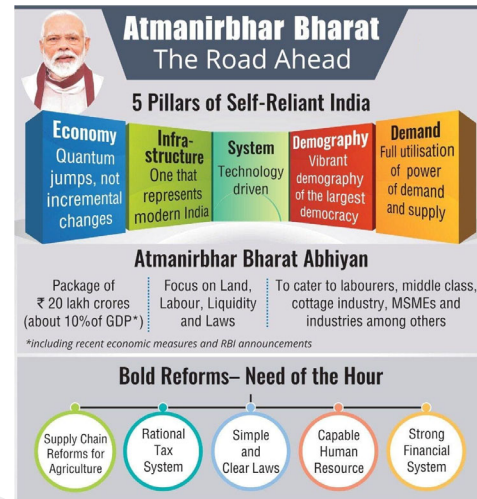 Atmanirbhar Bharat
The Road Ahead
5 Pillars of Self-Reliant India
Economy
Quantum
jumps, not
incremental
changes
Infra-
structure
One that
represents
modern India
System
Technology
driven
Demography
Vibrant
demography
of the largest
democracy
Demand
Full utilisation
of power
of demand
and supply
Atmanirbhar Bharat Abhiyan
Package of
₹ 20 lakh crores
(about 10%of GDP*)
Focus on Land,
Labour, Liquidity
and Laws
To cater to labourers, middle class,
cottage industry, MSMEs and
industries among others
*including recent economic measures and RBI announcements
Bold Reforms– Need of the Hour
Supply Chain
Reforms for
Agriculture
Rational
Tax
System
Simple
and
Clear Laws
Capable
Human
Resource
Strong
Financial
System